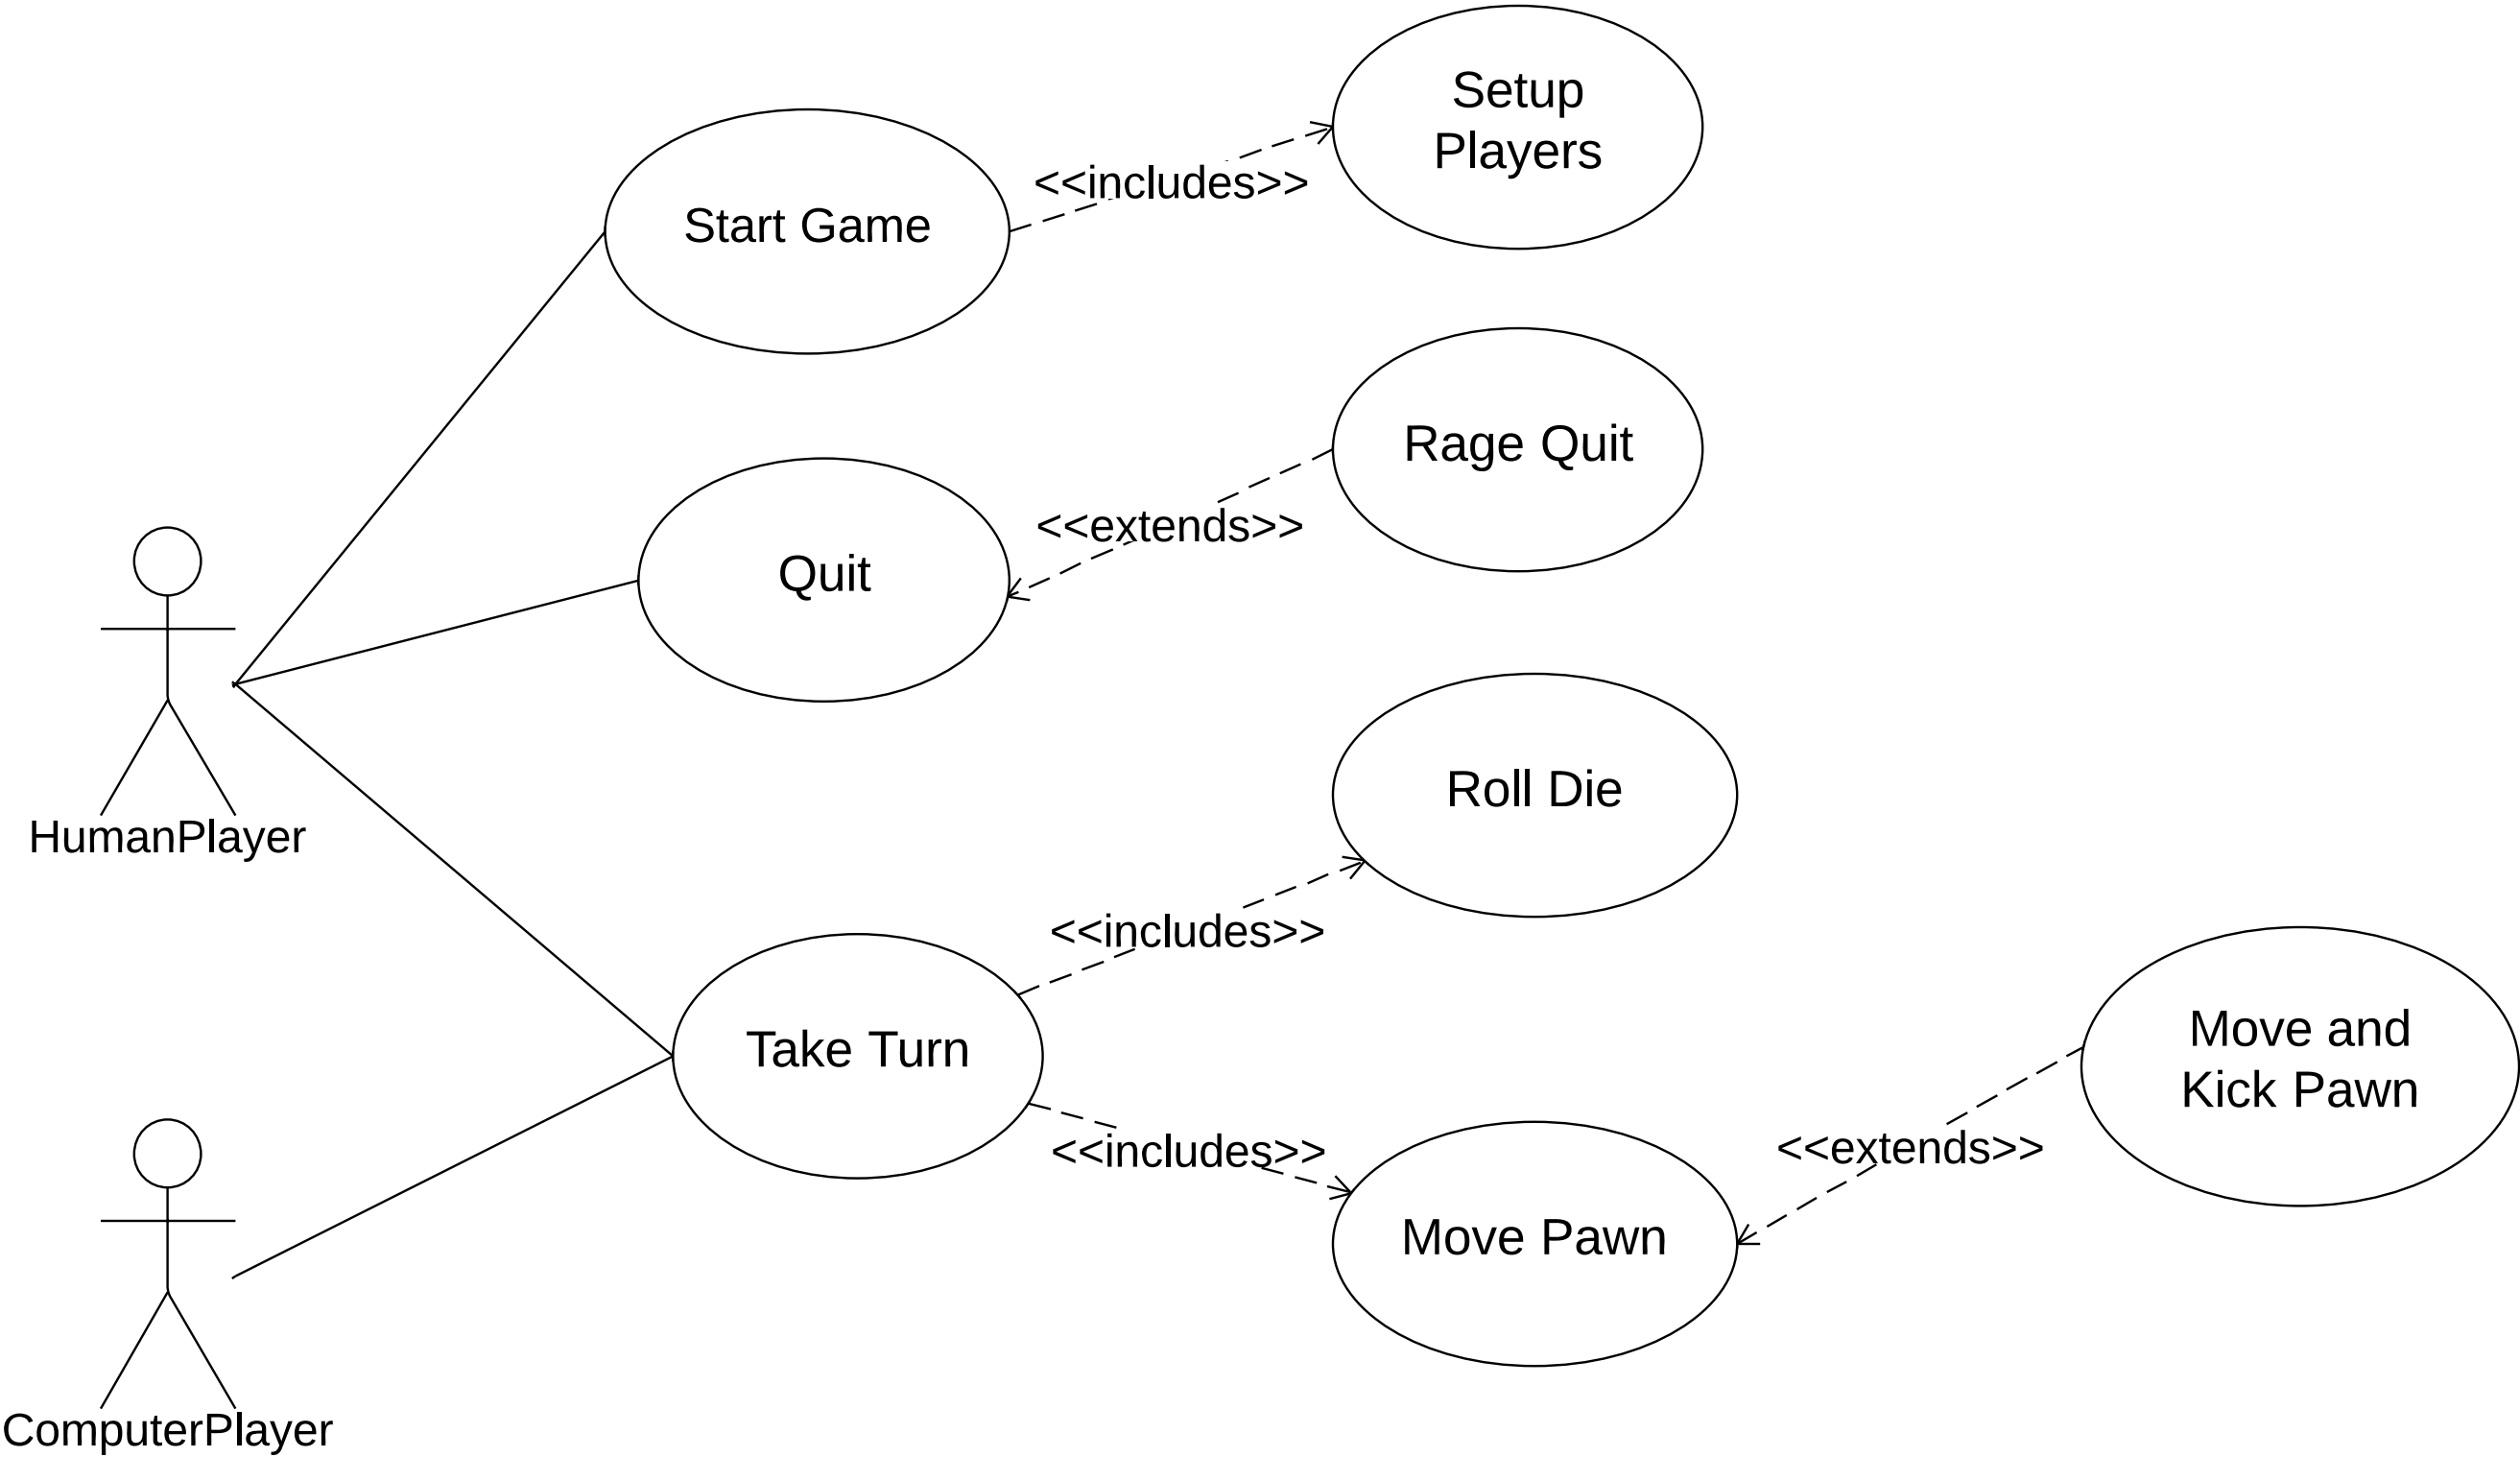 Setup
Players
<<includes>>
Start Game
Rage Quit
<<extends>>
Quit
Roll Die
HumanPlayer
<<includes>>
Take Turn
Move and
Kick Pawn
<<includes>>
<<extends>>
Move Pawn
ComputerPlayer